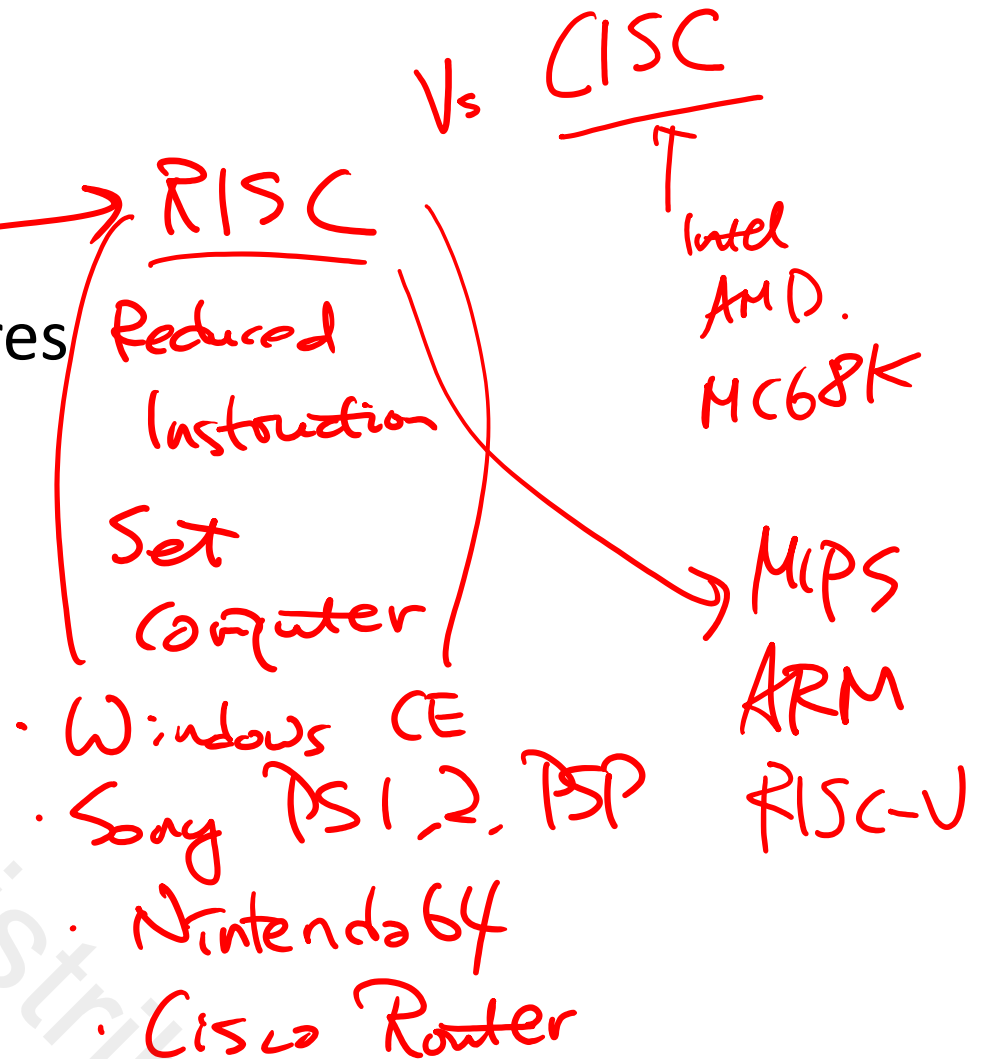 Vs CISC
RISC
Intel
AMD.
MC68K
res
Reduced
Instruction
Set
Computer
MIPS
ARM
RISC-V
· Windows CE
· Sony PS1,2, PSP
· Nintendo 64
· Cisco Router